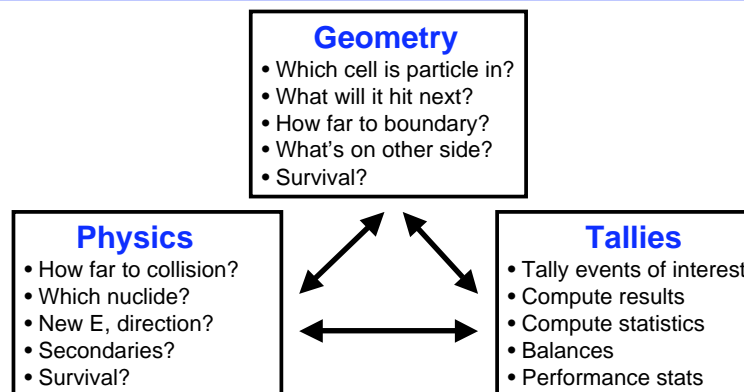 Geometry
• Which cell is particle in?
• What will it hit next?
• How far to boundary?
• What's on other side?
• Survival?
Physics
• How far to collision?
• Which nuclide?
• New E, direction?
• Secondaries?
• Survival?
Tallies
• Tally events of interest
• Compute results
• Compute statistics
• Balances
• Performance stats